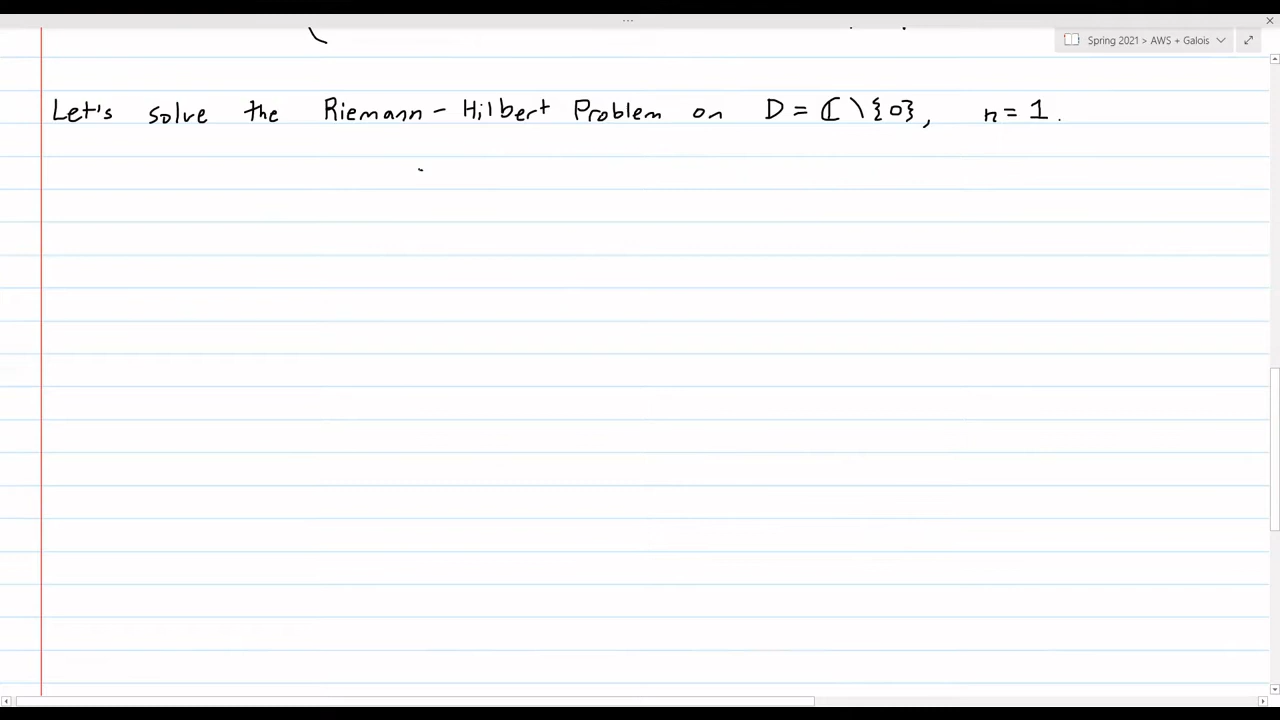 Spring 2021 > AWS + Galois
Let's solve the Riemann - Hilbert Problem on D = ℂ \ {0}, n = 1.